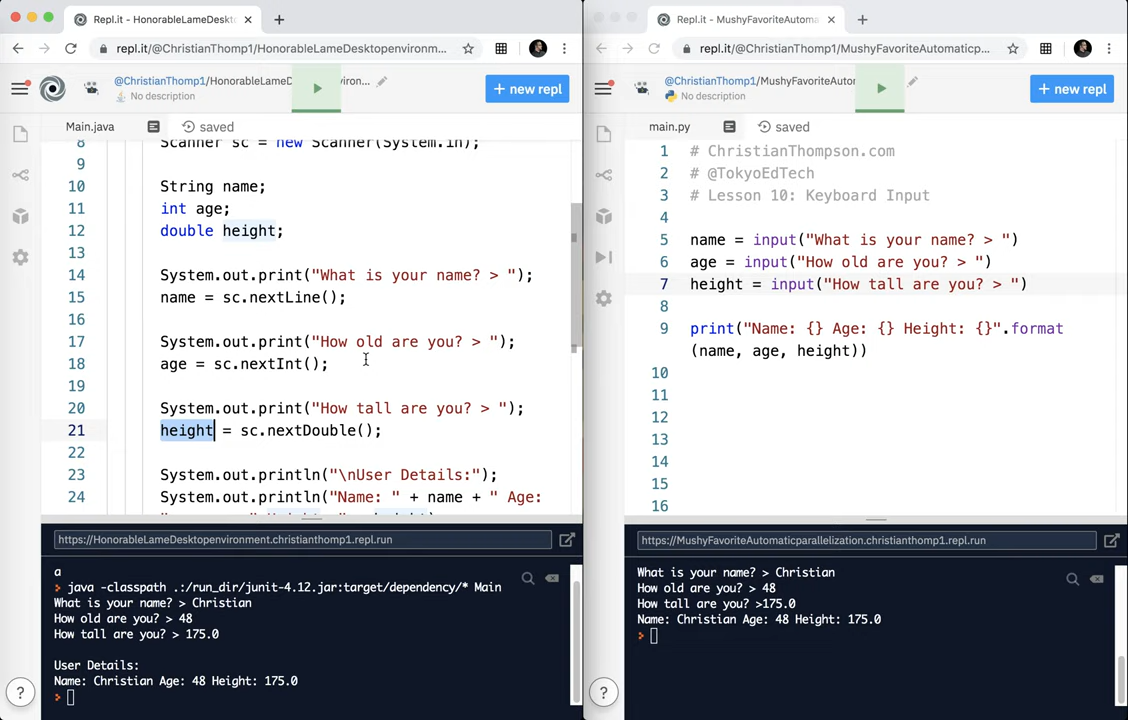 Repl.it - HonorableLameDeskto
repl.it/@ChristianThomp1/HonorableLameDesktopenvironm...
@ChristianThomp1/HonorableLameD
iron...
No description
+ new repl
Main.java
saved
8 Scanner sc = new Scanner(System.in);
9
10 String name;
11 int age;
12 double height;
13
14 System.out.print("What is your name? > ");
15 name = sc.nextLine();
16
17 System.out.print("How old are you? > ");
18 age = sc.nextInt();
19
20 System.out.print("How tall are you? > ");
21 height = sc.nextDouble();
22
23 System.out.println("\nUser Details:");
24 System.out.println("Name: " + name + " Age:
https://HonorableLameDesktopenvironment.christianthomp1.repl.run
a
java -classpath .:/run_dir/junit-4.12.jar:target/dependency/* Main
What is your name? > Christian
How old are you? > 48
How tall are you? > 175.0
User Details:
Name: Christian Age: 48 Height: 175.0
?
Repl.it - MushyFavoriteAutoma
repl.it/@ChristianThomp1/MushyFavoriteAutomaticp...
@ChristianThomp1/MushyFavoriteAutom
No description
+ new repl
main.py
saved
1 # ChristianThompson.com
2 # @TokyoEdTech
3 # Lesson 10: Keyboard Input
4
5 name = input("What is your name? > ")
6 age = input("How old are you? > ")
7 height = input("How tall are you? > ")
8
9 print("Name: {} Age: {} Height: {}".format
(name, age, height))
10
11
12
13
14
15
16
https://MushyFavoriteAutomaticparallelization.christianthomp1.repl.run
What is your name? > Christian
How old are you? > 48
How tall are you? >175.0
Name: Christian Age: 48 Height: 175.0
?